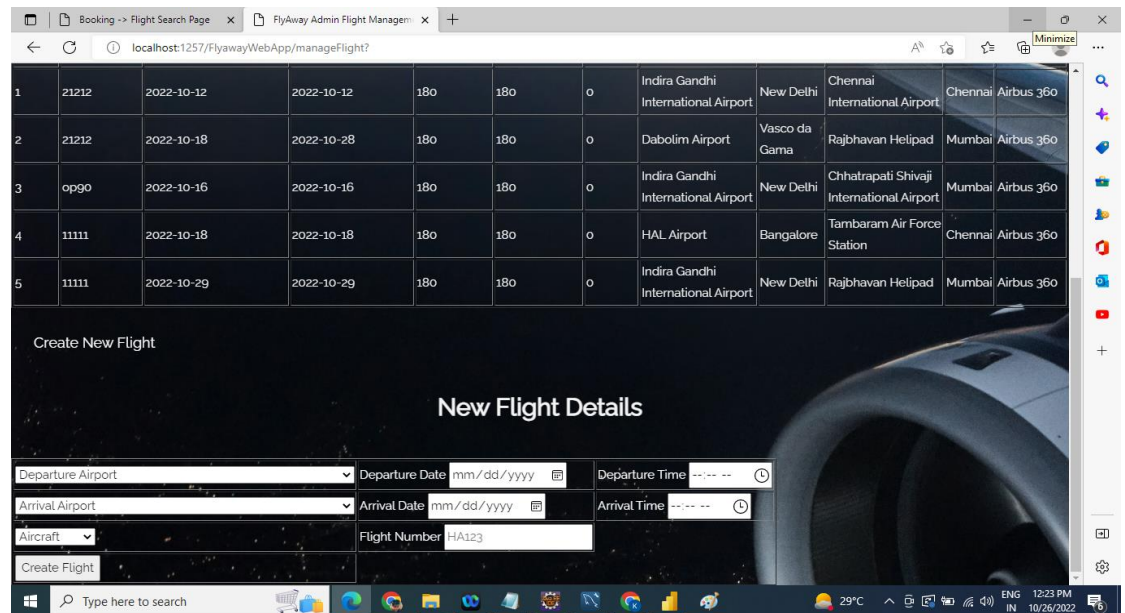 Booking -> Flight Search Page
FlyAway Admin Flight Managem
Minimize
localhost:1257/FlyawayWebApp/manageFlight?
1 21212 2022-10-12 2022-10-12 180 180 0 Indira Gandhi International Airport New Delhi Chennai International Airport Chennai Airbus 360
2 21212 2022-10-18 2022-10-28 180 180 0 Dabolim Airport Vasco da Gama Rajbhavan Helipad Mumbai Airbus 360
3 op90 2022-10-16 2022-10-16 180 180 0 Indira Gandhi International Airport New Delhi Chhatrapati Shivaji International Airport Mumbai Airbus 360
4 11111 2022-10-18 2022-10-18 180 180 0 HAL Airport Bangalore Tambaram Air Force Station Chennai Airbus 360
5 11111 2022-10-29 2022-10-29 180 180 0 Indira Gandhi International Airport New Delhi Rajbhavan Helipad Mumbai Airbus 360
Create New Flight
New Flight Details
Departure Airport Departure Date mm/dd/yyyy Departure Time --:-- --
Arrival Airport Arrival Date mm/dd/yyyy Arrival Time --:-- --
Aircraft Flight Number HA123
Create Flight
Type here to search 29°C ENG IN 12:23 PM 10/26/2022